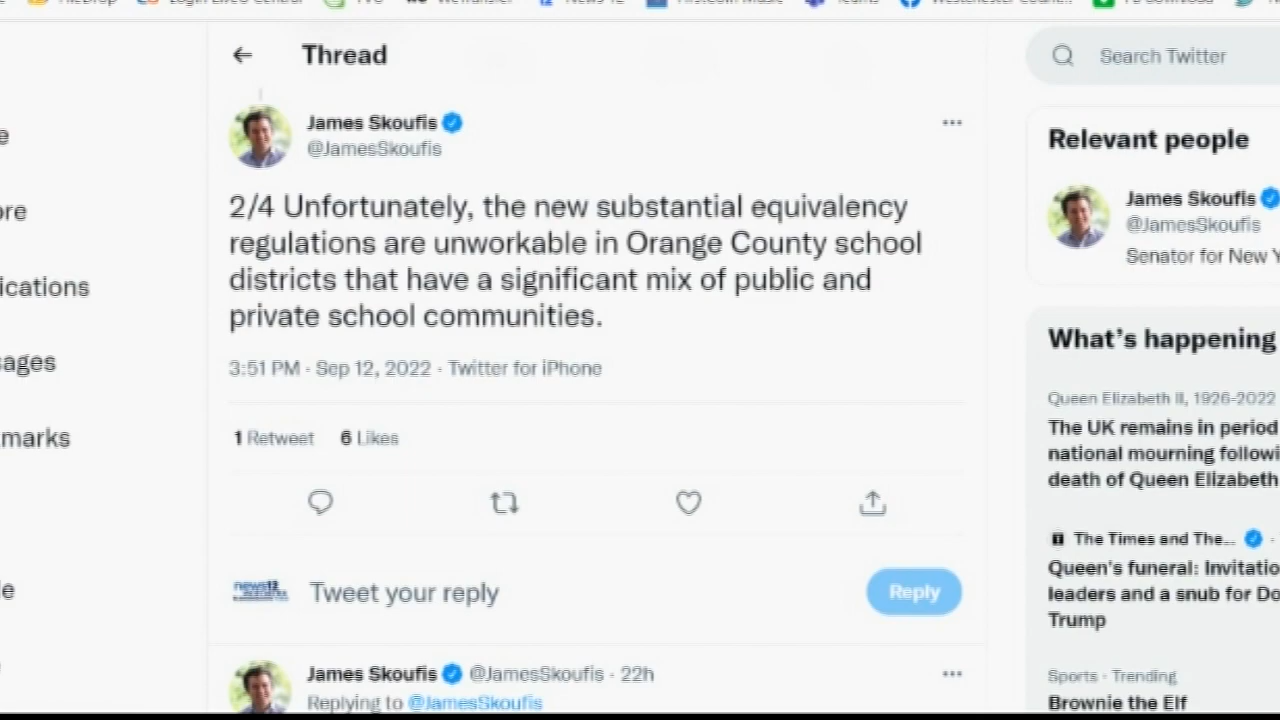 Thread
Search Twitter
James Skoufis
@JamesSkoufis
2/4 Unfortunately, the new substantial equivalency
regulations are unworkable in Orange County school
districts that have a significant mix of public and
private school communities.
3:51 PM · Sep 12, 2022 · Twitter for iPhone
1 Retweet 6 Likes
Tweet your reply
Reply
James Skoufis @JamesSkoufis · 22h
Replying to @JamesSkoufis
ore
ications
sages
kmarks
Relevant people
James Skoufis
@JamesSkoufis
Senator for New Y
What's happening
Queen Elizabeth II, 1926-2022
The UK remains in period
national mourning followi
death of Queen Elizabeth
The Times and The...
Queen's funeral: Invitatio
leaders and a snub for Do
Trump
Sports · Trending
Brownie the Elf
news12